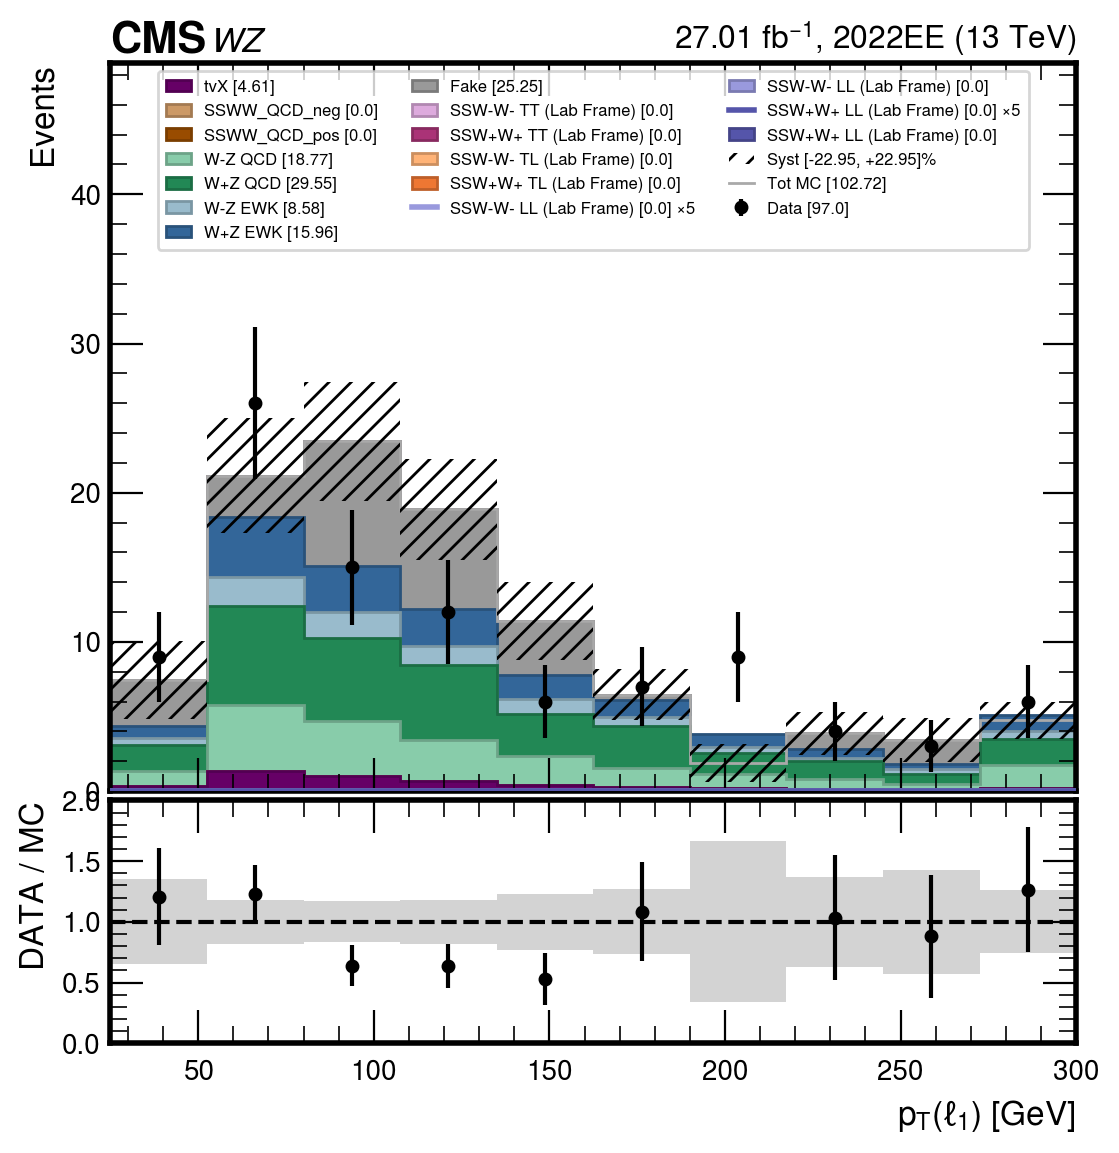 CMS WZ
27.01 fb⁻¹, 2022EE (13 TeV)
Events
tvX [4.61]
SSWW_QCD_neg [0.0]
SSWW_QCD_pos [0.0]
W-Z QCD [18.77]
W+Z QCD [29.55]
W-Z EWK [8.58]
W+Z EWK [15.96]
Fake [25.25]
SSW-W- TT (Lab Frame) [0.0]
SSW+W+ TT (Lab Frame) [0.0]
SSW-W- TL (Lab Frame) [0.0]
SSW+W+ TL (Lab Frame) [0.0]
SSW-W- LL (Lab Frame) [0.0] ×5
SSW-W- LL (Lab Frame) [0.0]
SSW+W+ LL (Lab Frame) [0.0] ×5
SSW+W+ LL (Lab Frame) [0.0]
Syst [-22.95, +22.95]%
Tot MC [102.72]
Data [97.0]
40
30
20
10
0
DATA / MC
2.0
1.5
1.0
0.5
0.0
50 100 150 200 250 300
p_T(ℓ₁) [GeV]